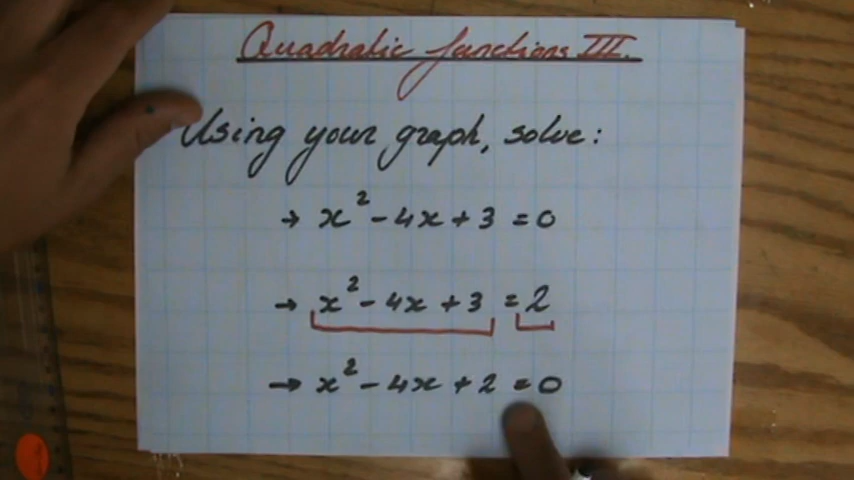 Quadratic functions III.
Using your graph, solve:
→ x² - 4x + 3 = 0
→ x² - 4x + 3 = 2
→ x² - 4x + 2 = 0